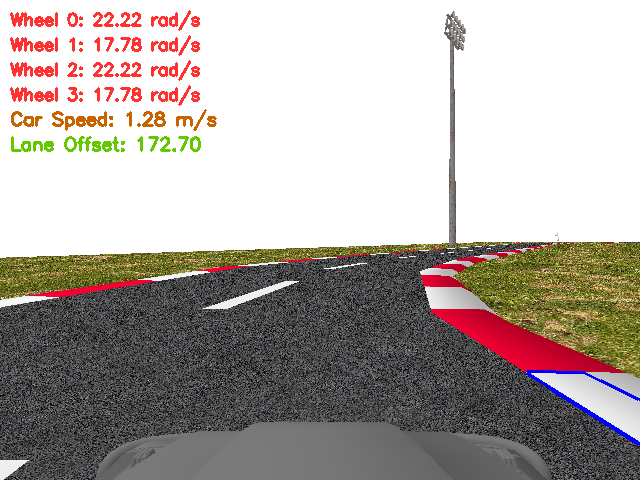 Wheel 0: 22.22 rad/s
Wheel 1: 17.78 rad/s
Wheel 2: 22.22 rad/s
Wheel 3: 17.78 rad/s
Car Speed: 1.28 m/s
Lane Offset: 172.70